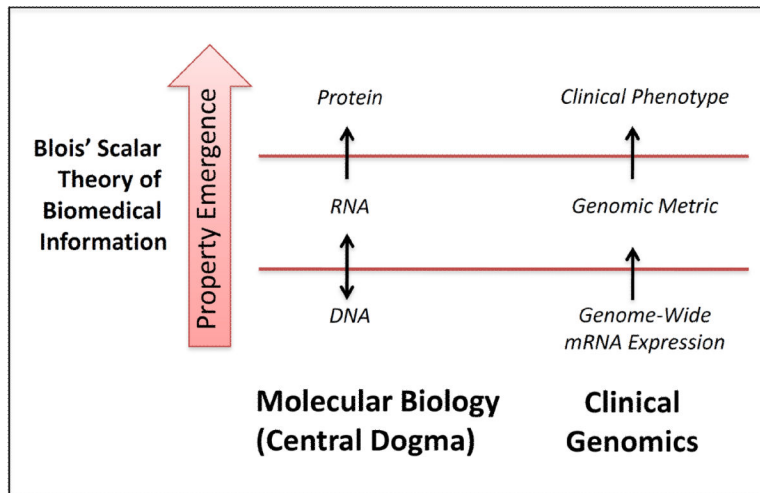 Blois' Scalar
Theory of
Biomedical
Information
Property Emergence
Protein
Clinical Phenotype
RNA
Genomic Metric
DNA
Genome-Wide
mRNA Expression
Molecular Biology
(Central Dogma)
Clinical
Genomics